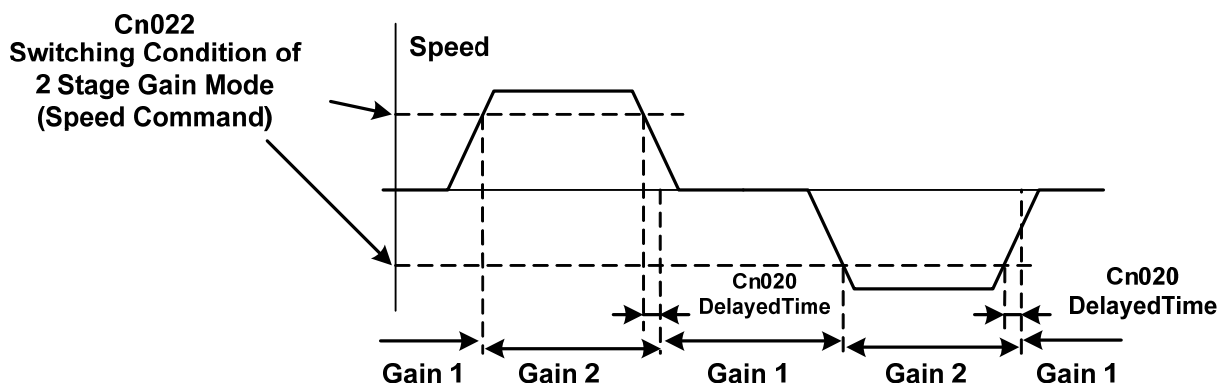 Cn022
Switching Condition of
2 Stage Gain Mode
(Speed Command)
Speed
Cn020
DelayedTime
Cn020
DelayedTime
Gain 1
Gain 2
Gain 1
Gain 2
Gain 1